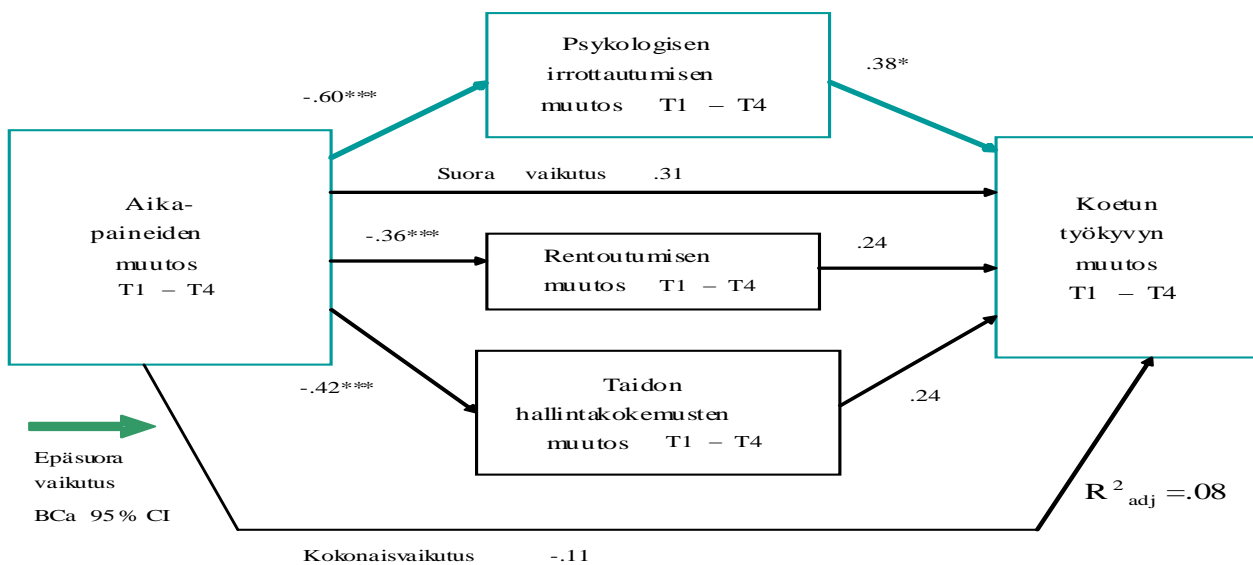 Psykologisen
irrottautumisen
muutos T1 – T4
.38*
-.60***
Suora vaikutus .31
Aika-
paineiden
muutos
T1 – T4
Koetun
työkyvyn
muutos
T1 – T4
-.36***
Rentoutumisen
muutos T1 – T4
.24
-.42***
Taidon
hallintakokemusten
muutos T1 – T4
.24
Epäsuora
vaikutus
BCa 95% CI
R²adj =.08
Kokonaisvaikutus -.11